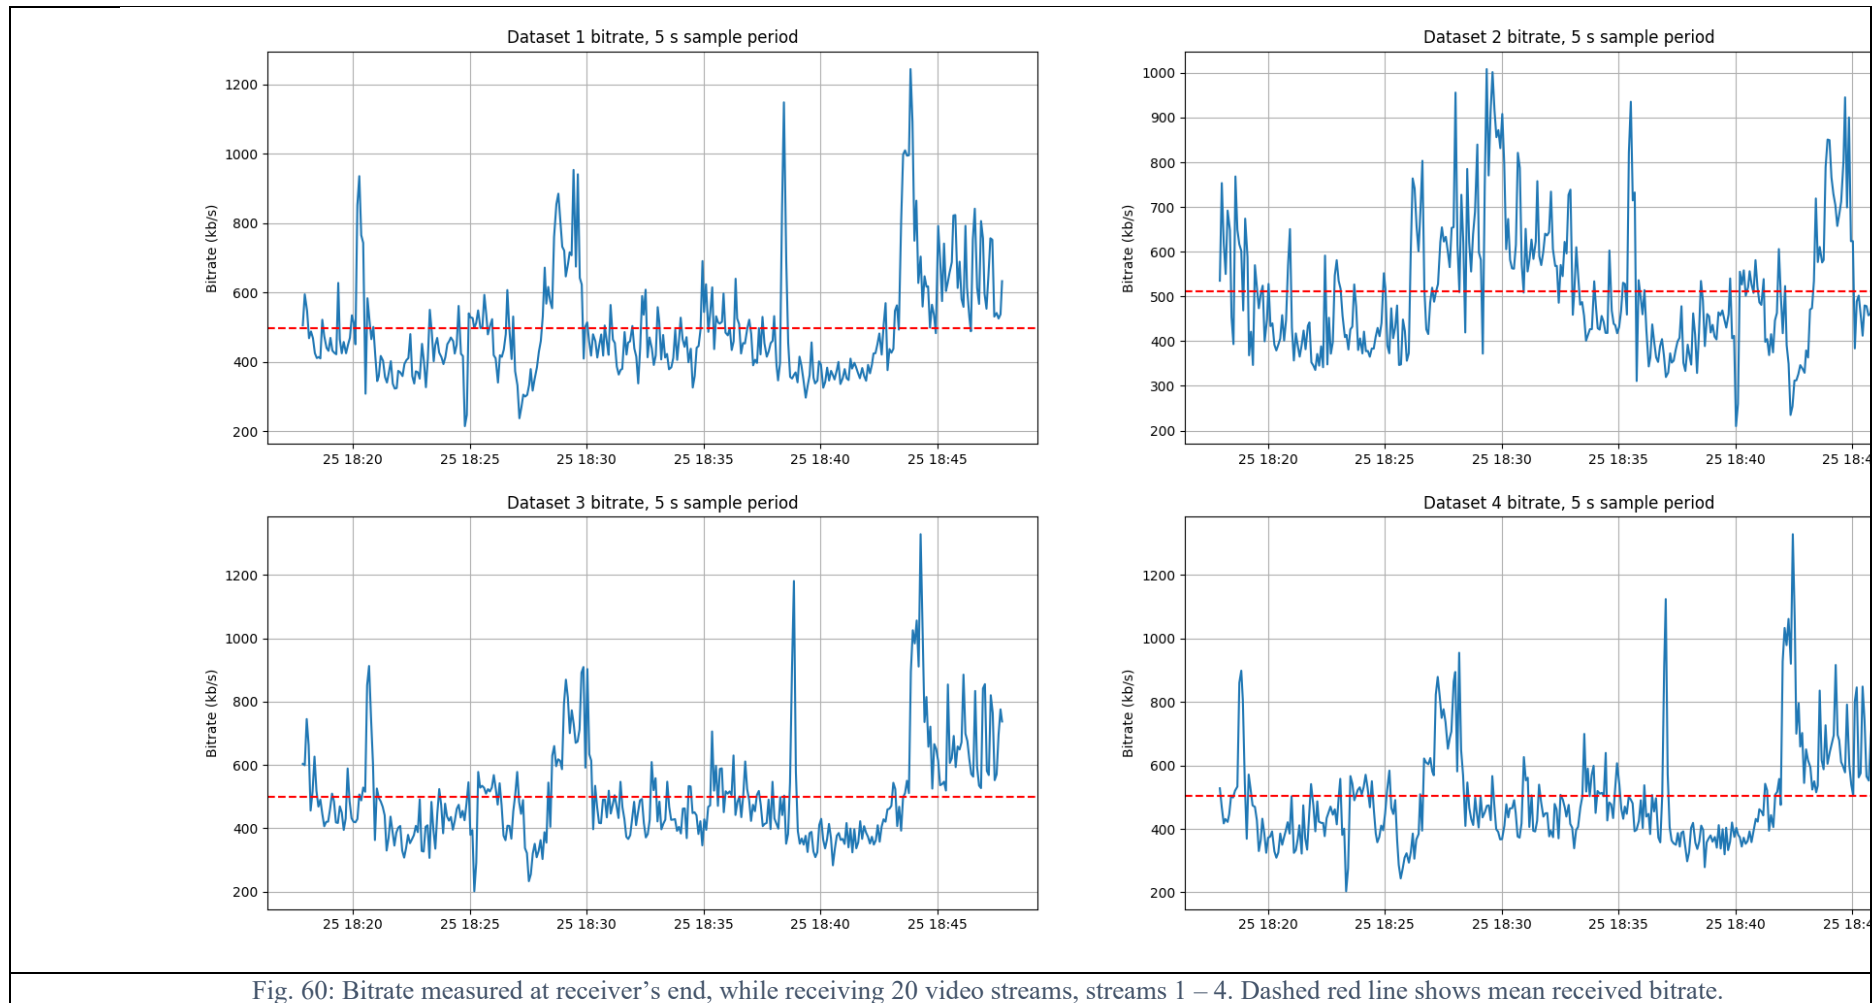 Dataset 1 bitrate, 5 s sample period
Bitrate (kb/s)
1200
1000
800
600
400
200
25 18:20 25 18:25 25 18:30 25 18:35 25 18:40 25 18:45
Dataset 2 bitrate, 5 s sample period
Bitrate (kb/s)
1000
900
800
700
600
500
400
300
200
25 18:20 25 18:25 25 18:30 25 18:35 25 18:40 25 18:4
Dataset 3 bitrate, 5 s sample period
Bitrate (kb/s)
1200
1000
800
600
400
200
25 18:20 25 18:25 25 18:30 25 18:35 25 18:40 25 18:45
Dataset 4 bitrate, 5 s sample period
Bitrate (kb/s)
1200
1000
800
600
400
200
25 18:20 25 18:25 25 18:30 25 18:35 25 18:40 25 18:4
Fig. 60: Bitrate measured at receiver’s end, while receiving 20 video streams, streams 1 – 4. Dashed red line shows mean received bitrate.